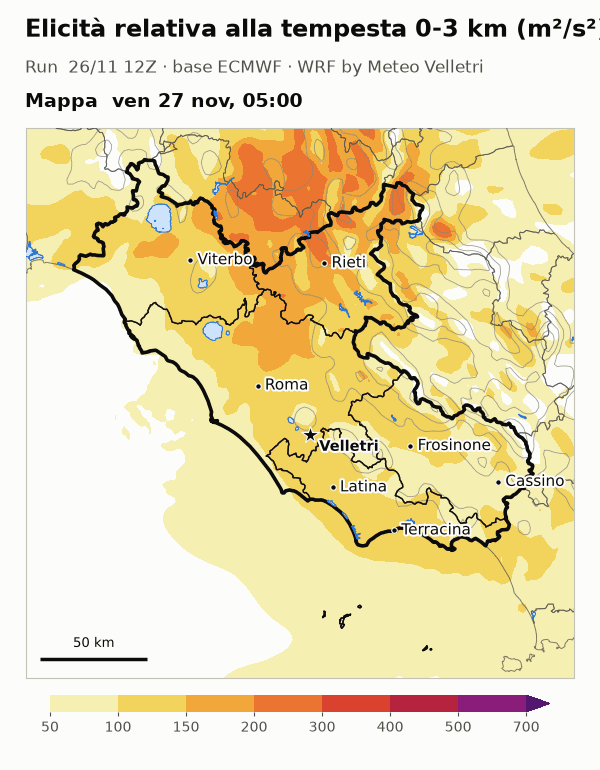 Elicità relativa alla tempesta 0-3 km (m²/s²)
Run  26/11 12Z · base ECMWF · WRF by Meteo Velletri
Mappa  ven 27 nov, 05:00
Viterbo
Rieti
Roma
Velletri
Frosinone
Cassino
Latina
Terracina
50 km
50 100 150 200 300 400 500 700